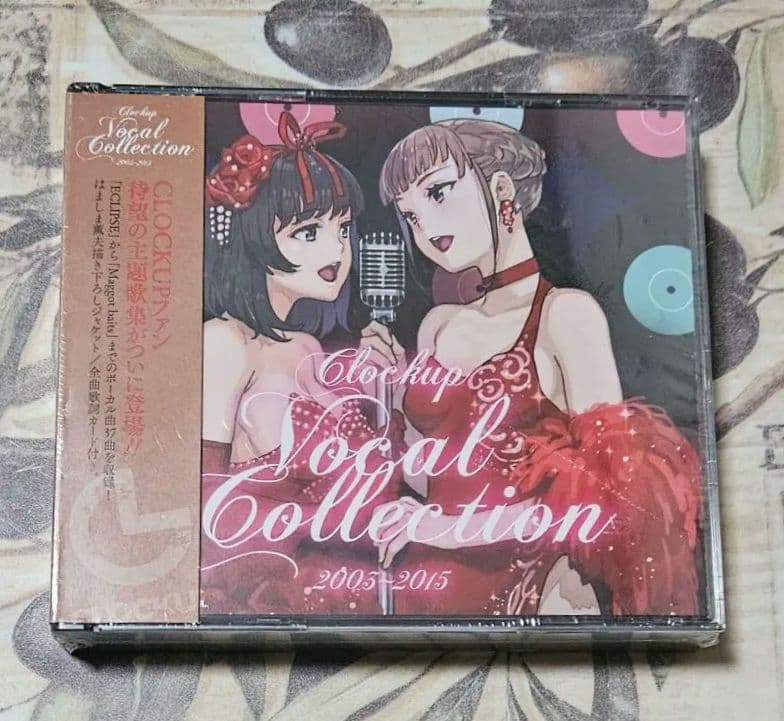 Clockup
Vocal
Collection
2005~2015
CLOCKUPファン
待望の主題歌集がついに登場!!
「ECLIPSE」から「Maggot baits」までのボーカル曲37曲を収録!
はましま薫夫描き下ろしジャケット/全曲歌詞カード付
Clockup
Vocal
Collection
2005~2015